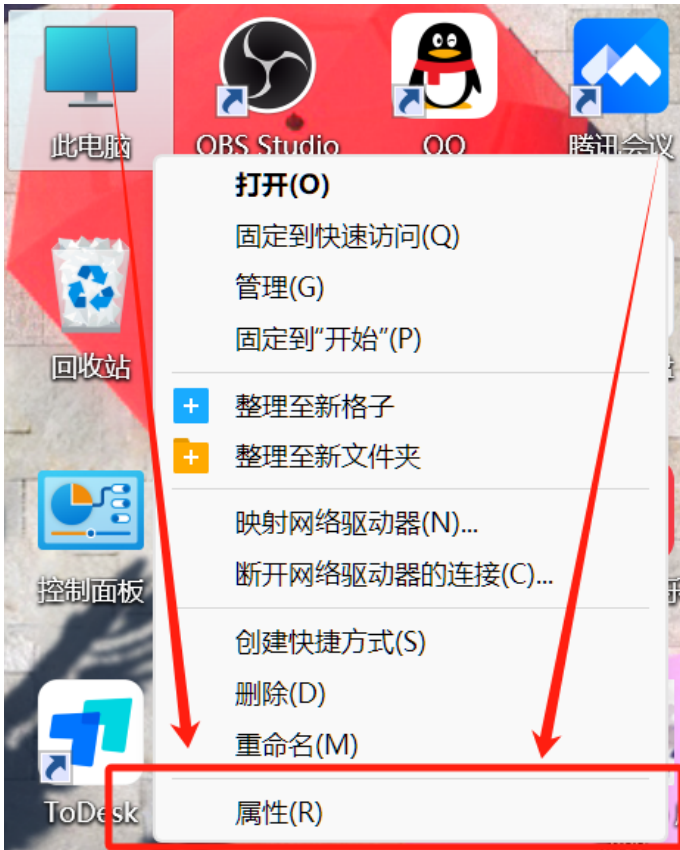 此电脑
OBS Studio
QQ
腾讯会议
打开(O)
固定到快速访问(Q)
管理(G)
固定到“开始”(P)
回收站
整理至新格子
整理至新文件夹
映射网络驱动器(N)...
断开网络驱动器的连接(C)...
控制面板
创建快捷方式(S)
删除(D)
重命名(M)
属性(R)
ToDesk